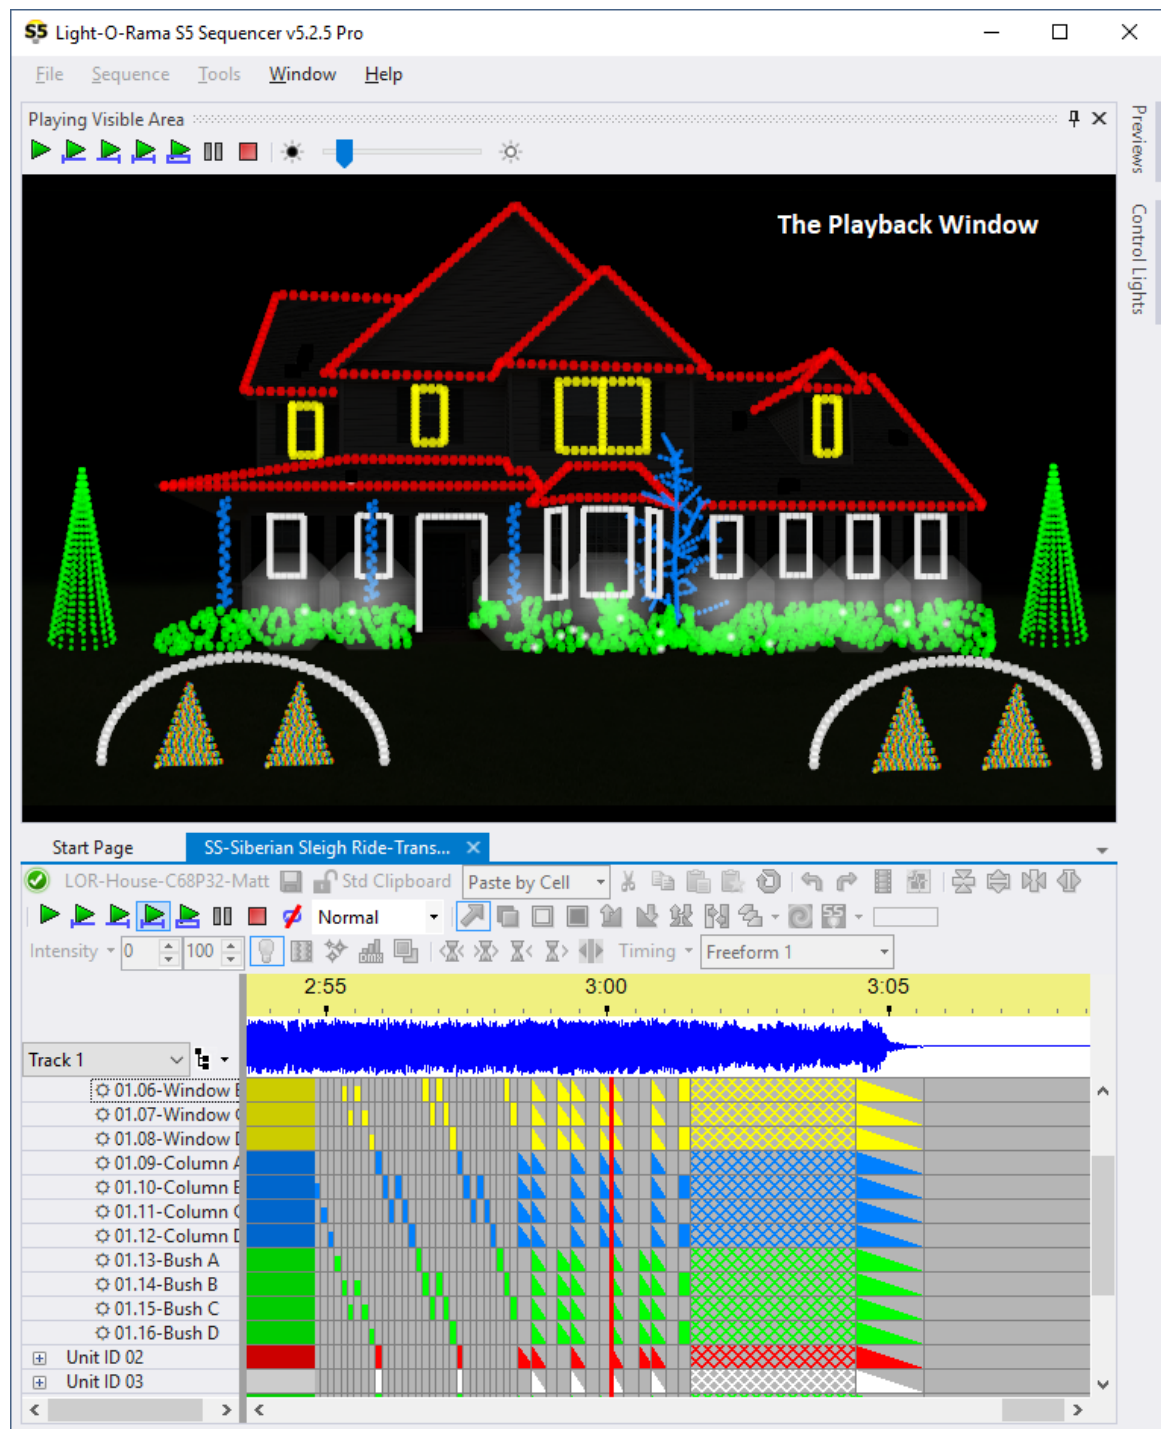 S5 Light-O-Rama S5 Sequencer v5.2.5 Pro
File Sequence Tools Window Help
Playing Visible Area
Previews
Control Lights
The Playback Window
Start Page SS-Siberian Sleigh Ride-Trans...
LOR-House-C68P32-Matt Std Clipboard Paste by Cell
Normal S5
Intensity 0 100 DMX Timing Freeform 1
2:55 3:00 3:05
Track 1
01.06-Window
01.07-Window
01.08-Window
01.09-Column
01.10-Column
01.11-Column
01.12-Column
01.13-Bush A
01.14-Bush B
01.15-Bush C
01.16-Bush D
Unit ID 02
Unit ID 03